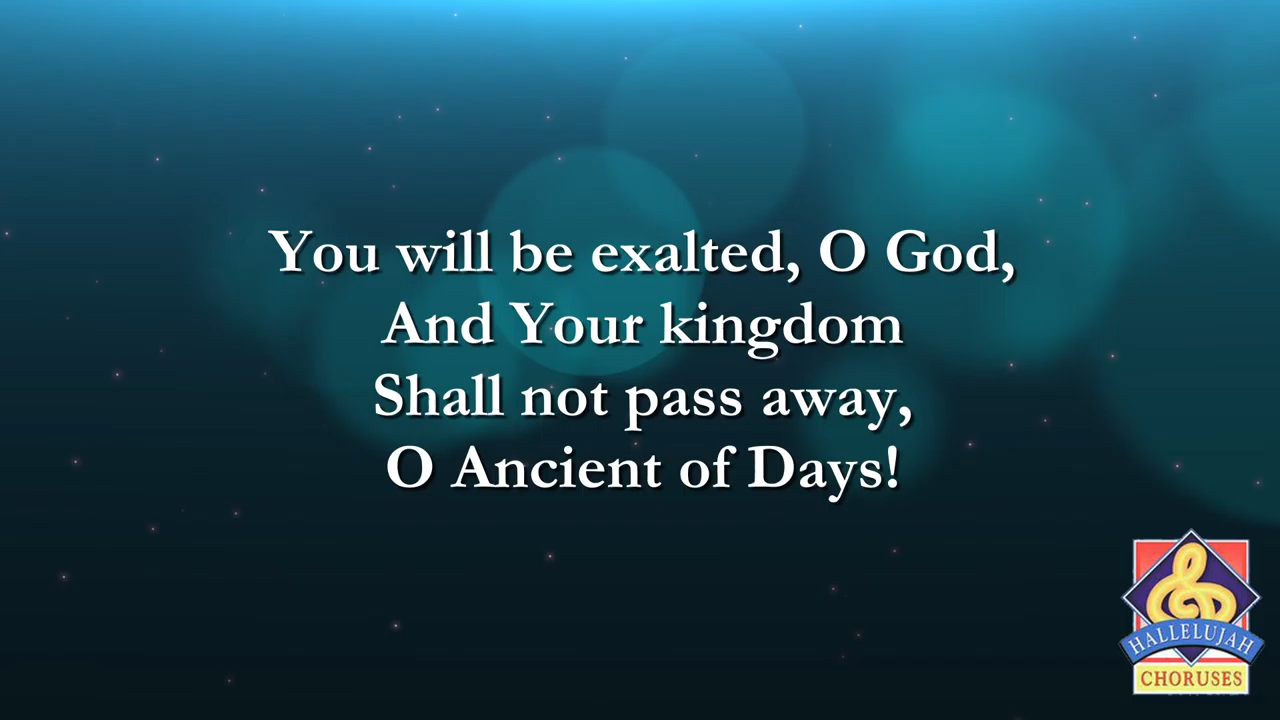 You will be exalted, O God,
And Your kingdom
Shall not pass away,
O Ancient of Days!
HALLELUJAH
CHORUSES